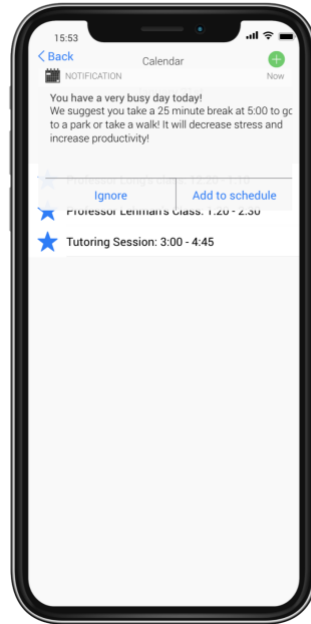 15:53
Back
Calendar
NOTIFICATION
Now
You have a very busy day today!
We suggest you take a 25 minute break at 5:00 to go
to a park or take a walk! It will decrease stress and
increase productivity!
Ignore
Add to schedule
Professor Lehman's Class: 1:20 - 2:30
Tutoring Session: 3:00 - 4:45